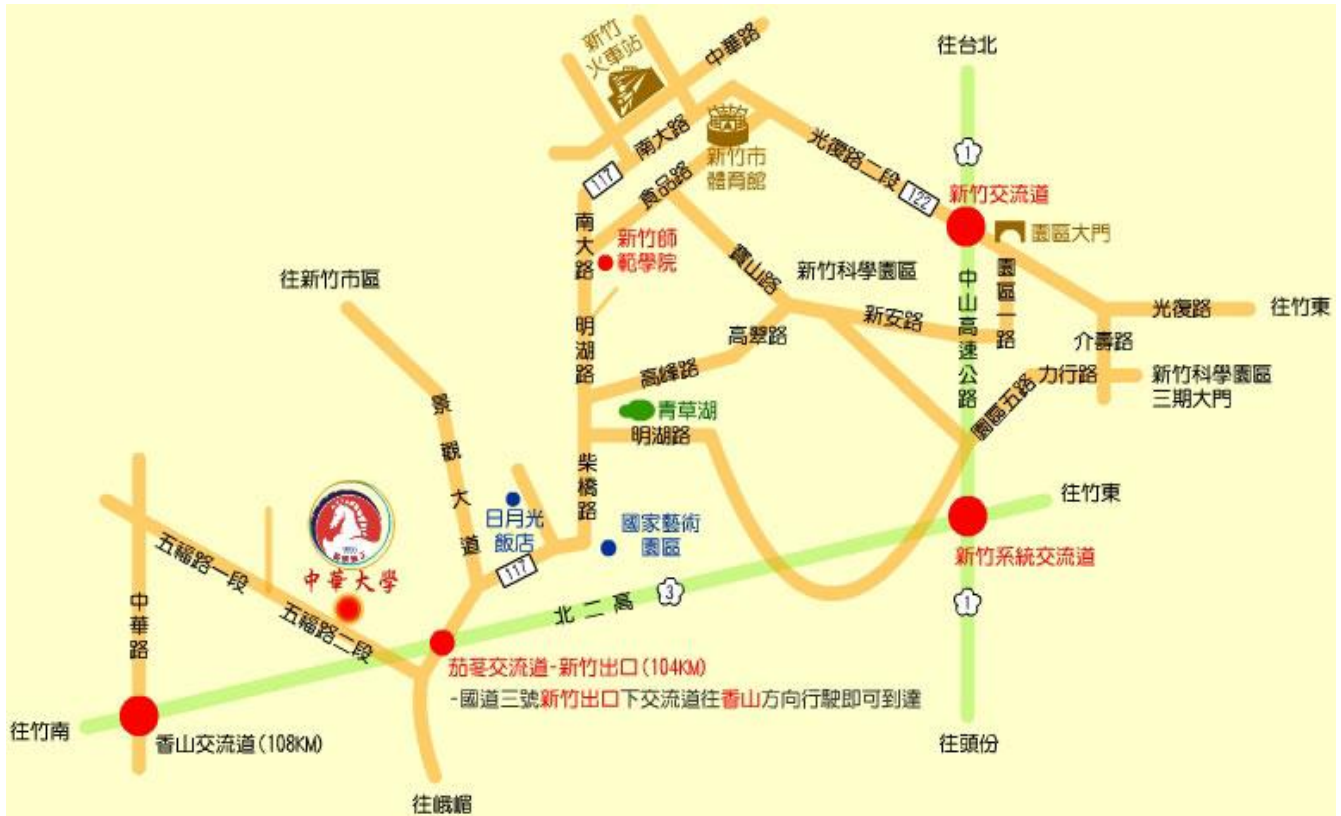 新竹
火車站
中華路
往台北
南大路
117
食品路
新竹市
體育館
光復路二段
122
1
新竹交流道
園區大門
南大路
新竹師
範學院
寶山路
新竹科學園區
中山高速公路
園區一路
往新竹市區
明湖路
高翠路
新安路
光復路
往竹東
介壽路
高峰路
力行路
新竹科學園區
三期大門
青草湖
明湖路
園區五路
景觀大道
柴橋路
日月光
飯店
國家藝術
園區
往竹東
新竹系統交流道
117
五福路一段
中華大學
3
1
北二高
中華路
五福路二段
茄苳交流道-新竹出口(104KM)
-國道三號新竹出口下交流道往香山方向行駛即可到達
往竹南
香山交流道(108KM)
往頭份
往峨嵋